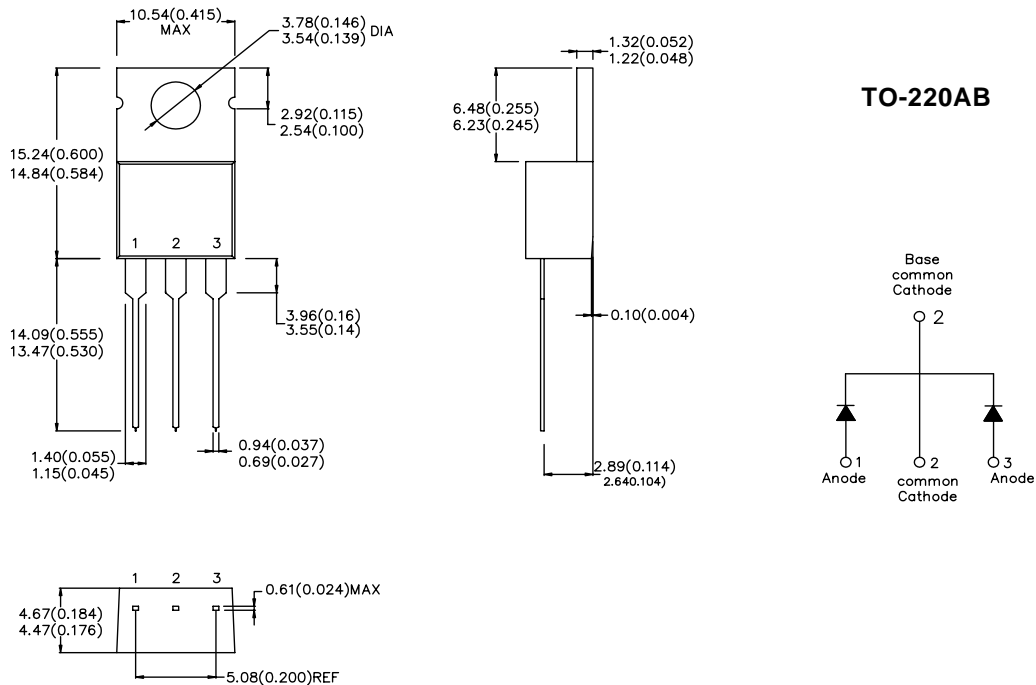 10.54(0.415)
MAX
3.78(0.146)
3.54(0.139) DIA
2.92(0.115)
2.54(0.100)
15.24(0.600)
14.84(0.584)
1 2 3
3.96(0.16)
3.55(0.14)
14.09(0.555)
13.47(0.530)
1.40(0.055)
1.15(0.045)
0.94(0.037)
0.69(0.027)
1.32(0.052)
1.22(0.048)
6.48(0.255)
6.23(0.245)
0.10(0.004)
2.89(0.114)
2.640.104)
TO-220AB
Base
common
Cathode
2
1
Anode
2
common
Cathode
3
Anode
1 2 3
0.61(0.024)MAX
4.67(0.184)
4.47(0.176)
5.08(0.200)REF